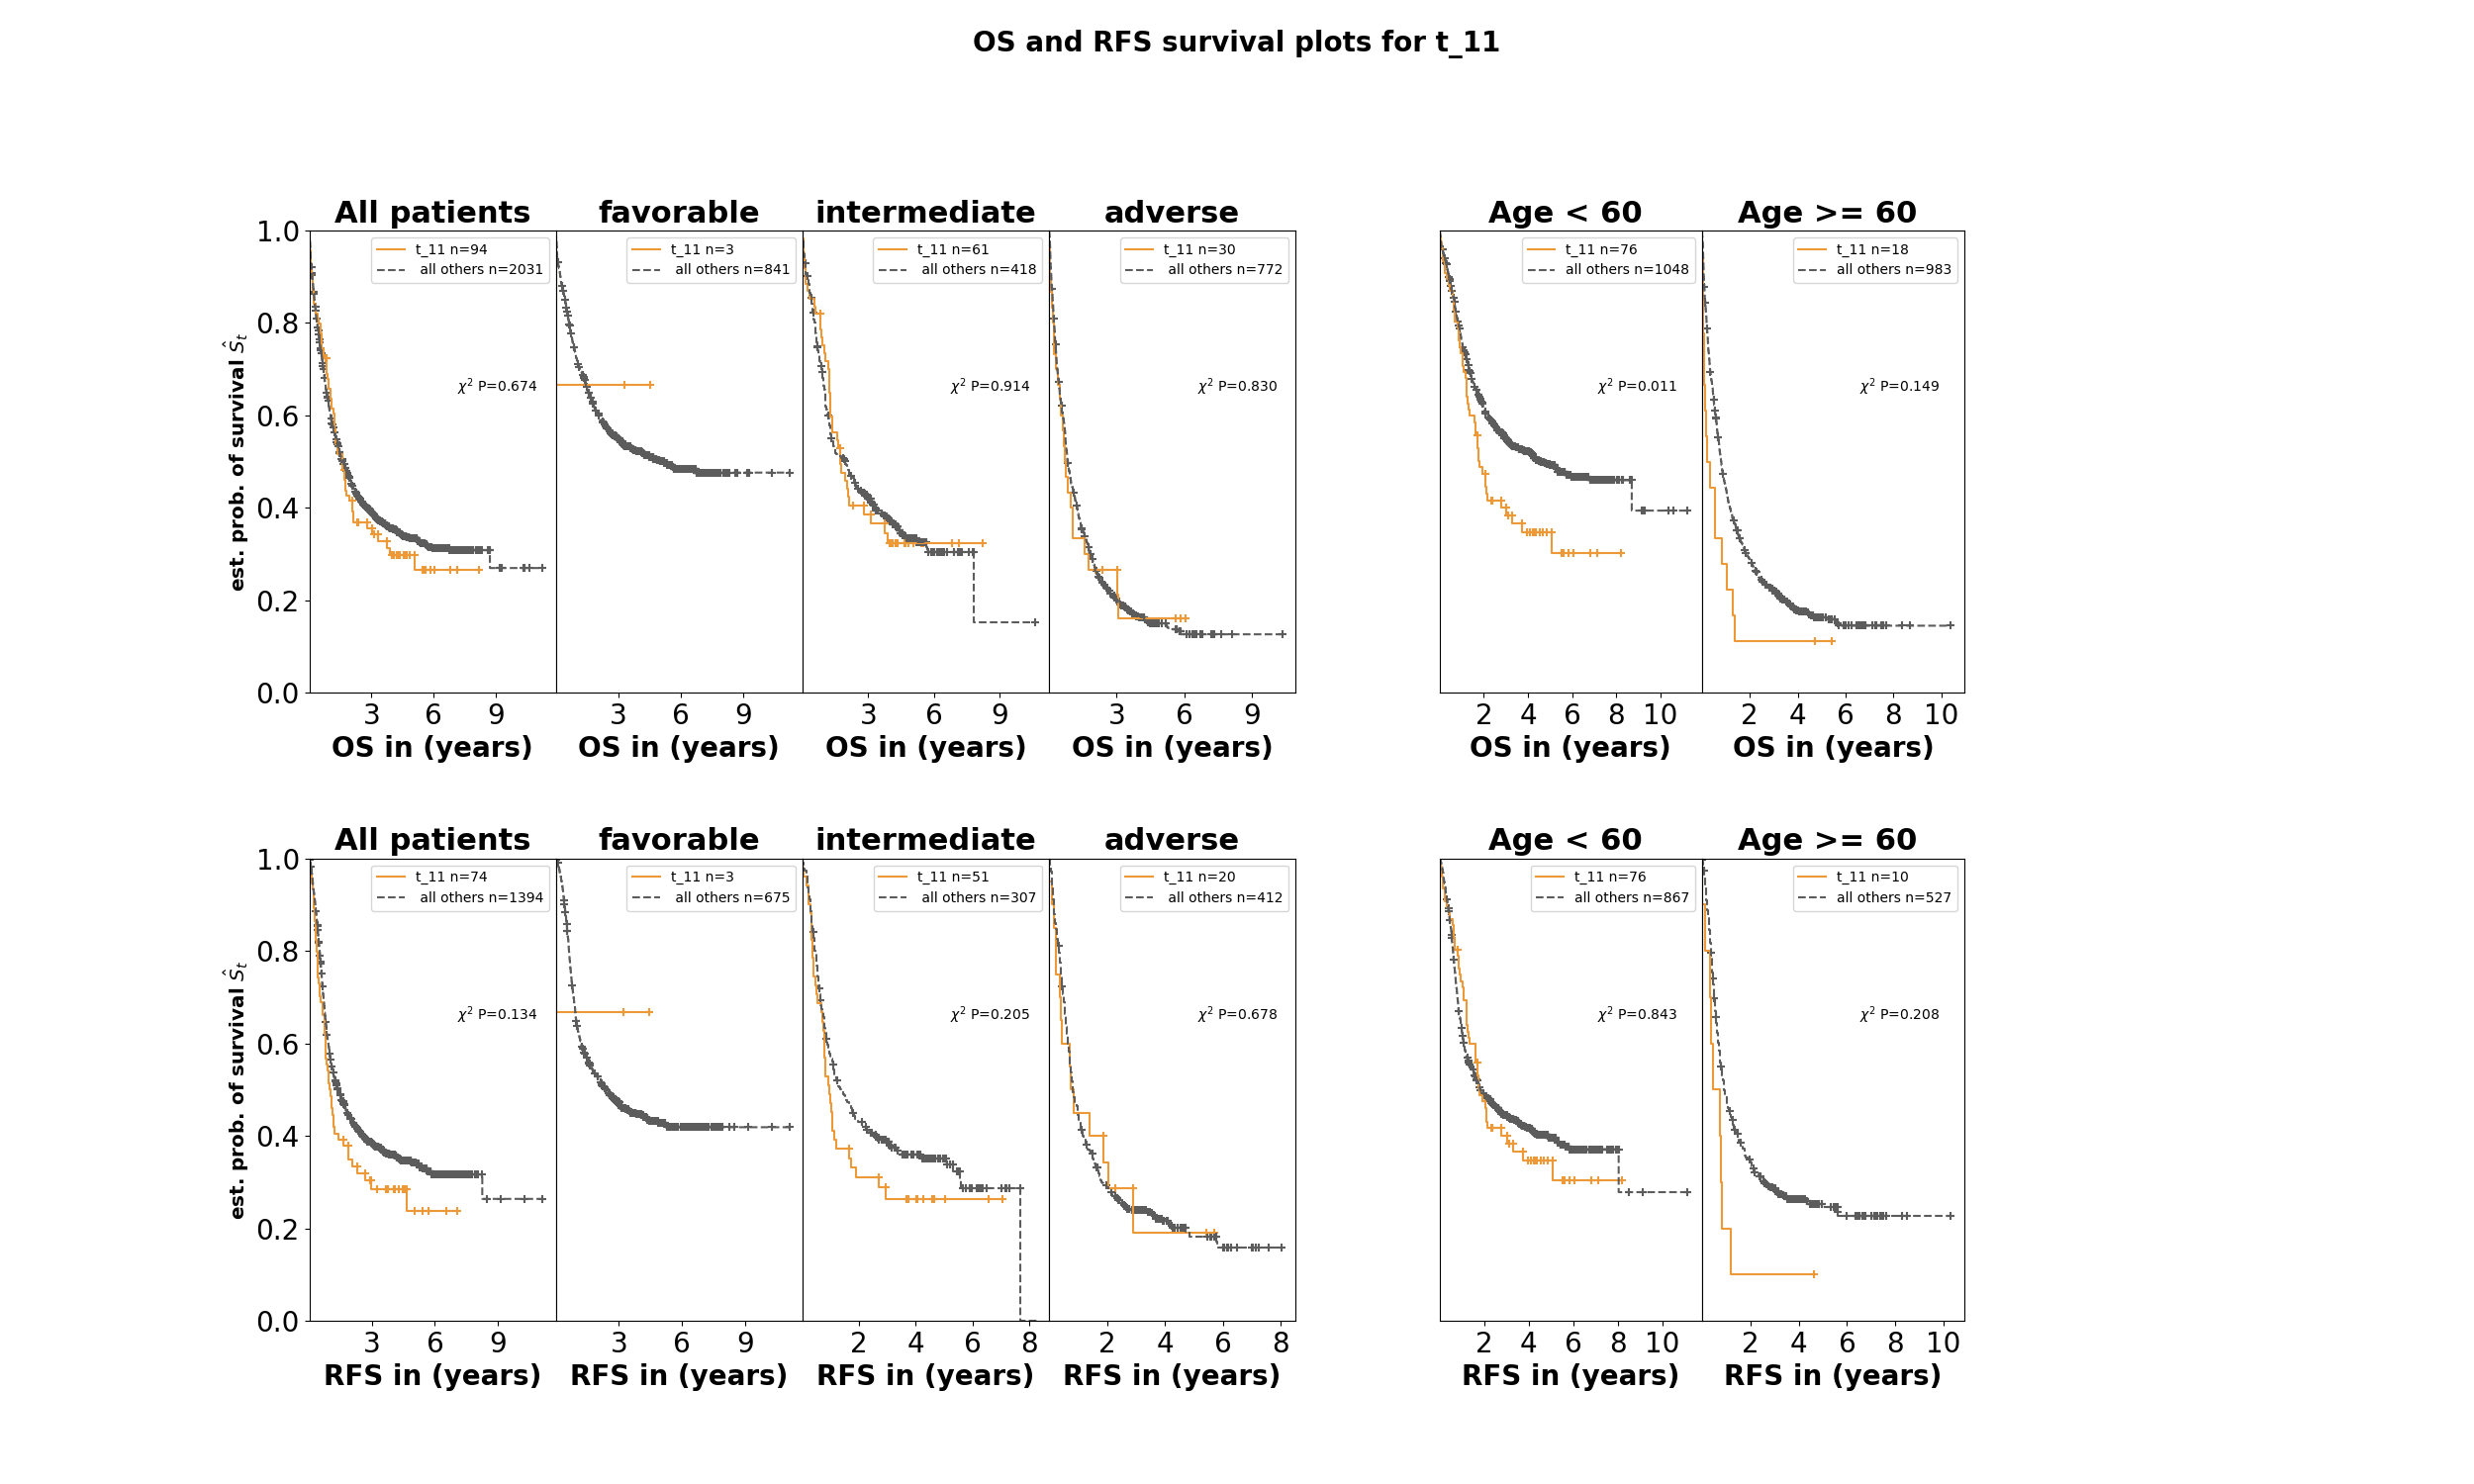 OS and RFS survival plots for t_11
All patients favorable intermediate adverse Age < 60 Age >= 60
t_11 n=94
all others n=2031
t_11 n=3
all others n=841
t_11 n=61
all others n=418
t_11 n=30
all others n=772
t_11 n=76
all others n=1048
t_11 n=18
all others n=983
χ² P=0.674
χ² P=0.914
χ² P=0.830
χ² P=0.011
χ² P=0.149
est. prob. of survival Ŝt
1.0
0.8
0.6
0.4
0.2
0.0
3 6 9 3 6 9 3 6 9 3 6 9 2 4 6 8 10 2 4 6 8 10
OS in (years) OS in (years) OS in (years) OS in (years) OS in (years) OS in (years)
All patients favorable intermediate adverse Age < 60 Age >= 60
t_11 n=74
all others n=1394
t_11 n=3
all others n=675
t_11 n=51
all others n=307
t_11 n=20
all others n=412
t_11 n=76
all others n=867
t_11 n=10
all others n=527
χ² P=0.134
χ² P=0.205
χ² P=0.678
χ² P=0.843
χ² P=0.208
est. prob. of survival Ŝt
1.0
0.8
0.6
0.4
0.2
0.0
3 6 9 3 6 9 2 4 6 8 2 4 6 8 2 4 6 8 10 2 4 6 8 10
RFS in (years) RFS in (years) RFS in (years) RFS in (years) RFS in (years) RFS in (years)